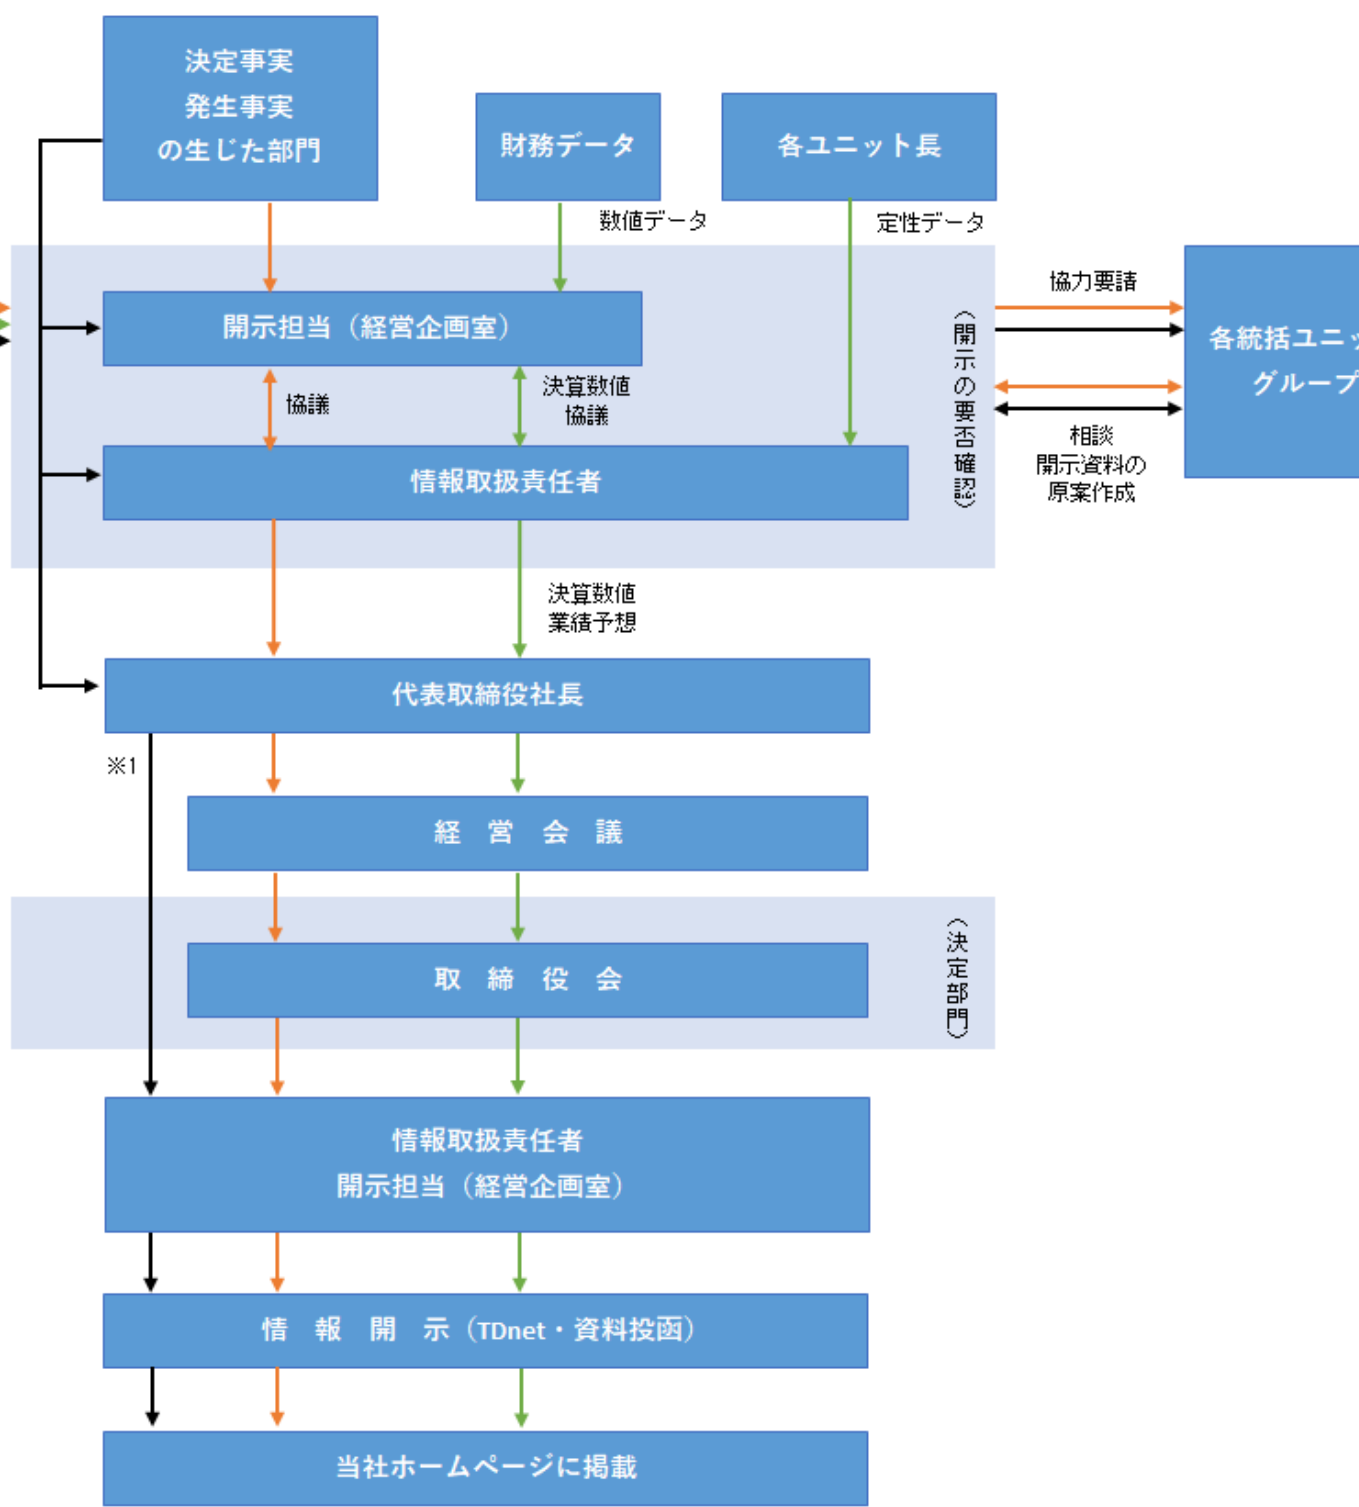 決定事実
発生事実
の生じた部門
財務データ
各ユニット長
数値データ
定性データ
開示担当（経営企画室）
協議
決算数値
協議
情報取扱責任者
（開示の要否確認）
協力要請
相談
開示資料の
原案作成
各統括ユニッ
グループ
決算数値
業績予想
代表取締役社長
※1
経　営　会　議
取　締　役　会
（決定部門）
情報取扱責任者
開示担当（経営企画室）
情　報　開　示（TDnet・資料投函）
当社ホームページに掲載